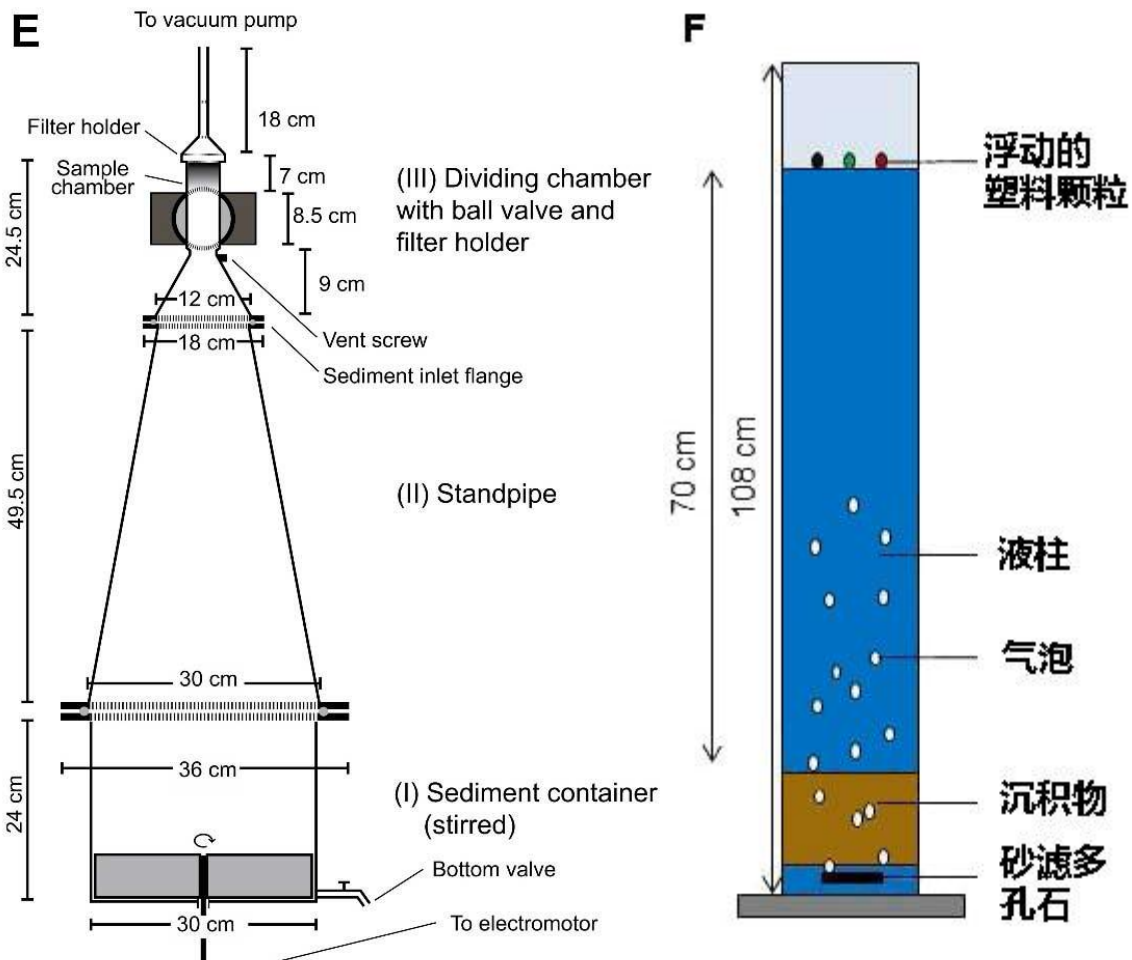 E
To vacuum pump
18 cm
Filter holder
Sample
chamber
7 cm
8.5 cm
24.5 cm
(III) Dividing chamber
with ball valve and
filter holder
9 cm
12 cm
18 cm
Vent screw
Sediment inlet flange
49.5 cm
(II) Standpipe
30 cm
36 cm
24 cm
(I) Sediment container
(stirred)
Bottom valve
30 cm
To electromotor
F
浮动的
塑料颗粒
70 cm
108 cm
液柱
气泡
沉积物
砂滤多
孔石